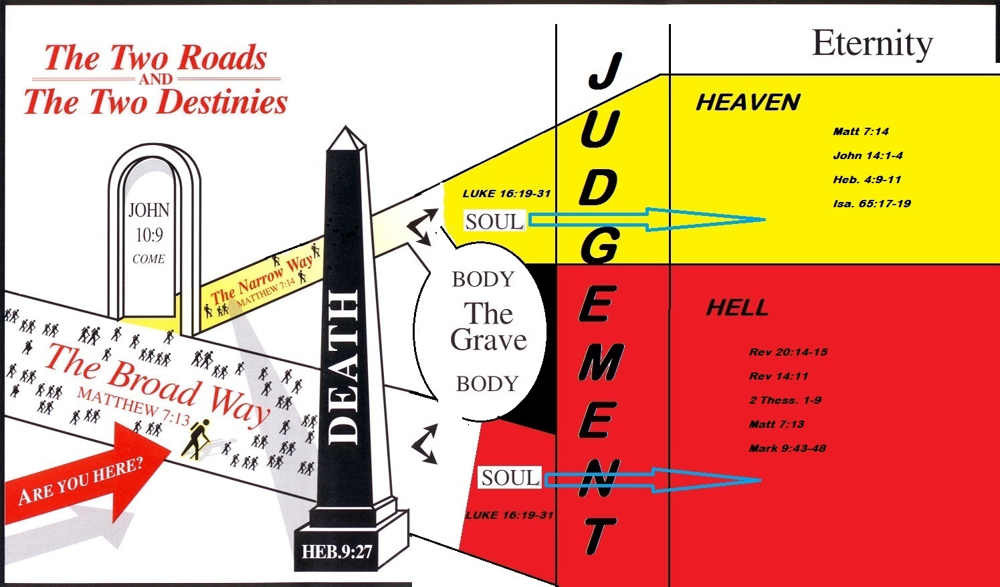 The Two Roads
AND
The Two Destinies
JOHN
10:9
COME
The Narrow Way
MATTHEW 7:14
The Broad Way
MATTHEW 7:13
ARE YOU HERE?
DEATH
HEB.9:27
LUKE 16:19-31
SOUL
BODY
The
Grave
BODY
SOUL
LUKE 16:19-31
JUDGEMENT
Eternity
HEAVEN
Matt 7:14
John 14:1-4
Heb. 4:9-11
Isa. 65:17-19
HELL
Rev 20:14-15
Rev 14:11
2 Thess. 1-9
Matt 7:13
Mark 9:43-48